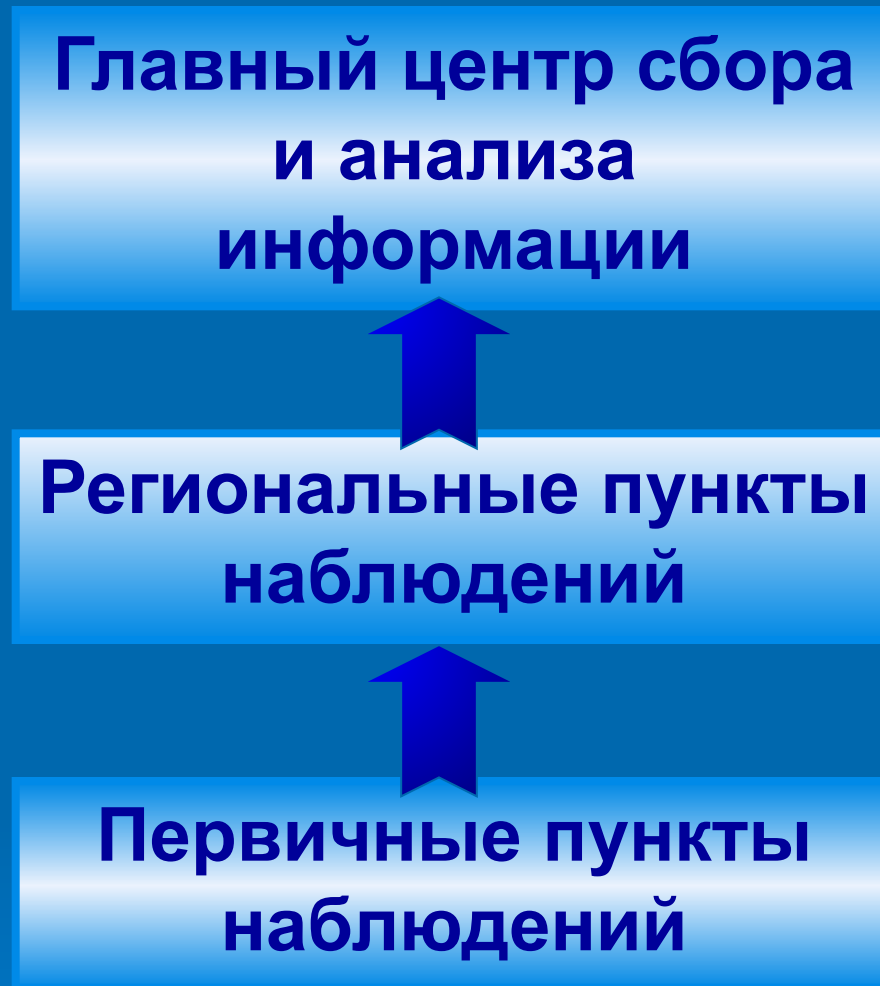 Главный центр сбора
и анализа
информации
Региональные пункты
наблюдений
Первичные пункты
наблюдений